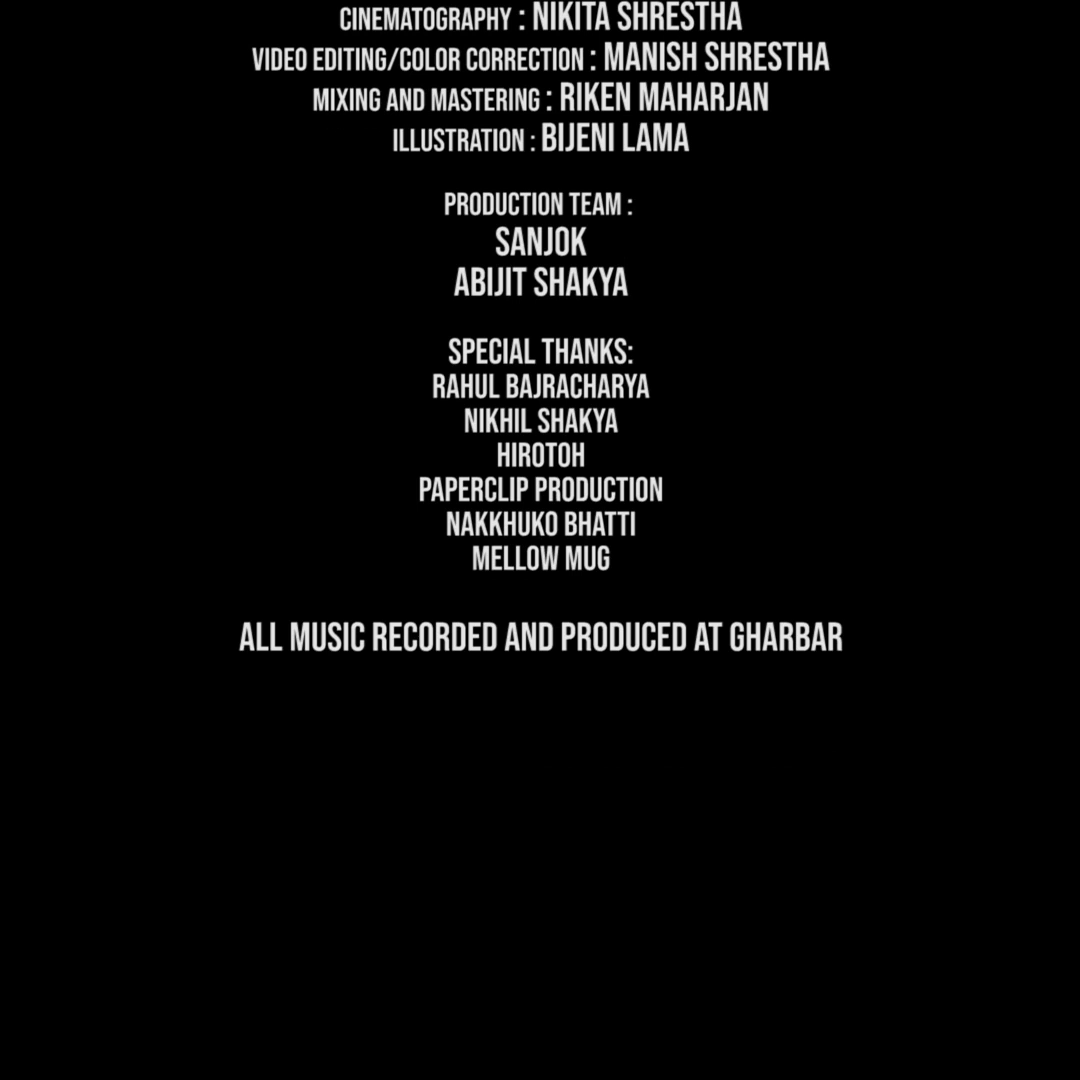 CINEMATOGRAPHY : NIKITA SHRESTHA
VIDEO EDITING/COLOR CORRECTION : MANISH SHRESTHA
MIXING AND MASTERING : RIKEN MAHARJAN
ILLUSTRATION : BIJENI LAMA
PRODUCTION TEAM :
SANJOK
ABIJIT SHAKYA
SPECIAL THANKS:
RAHUL BAJRACHARYA
NIKHIL SHAKYA
HIROTOH
PAPERCLIP PRODUCTION
NAKKHUKO BHATTI
MELLOW MUG
ALL MUSIC RECORDED AND PRODUCED AT GHARBAR